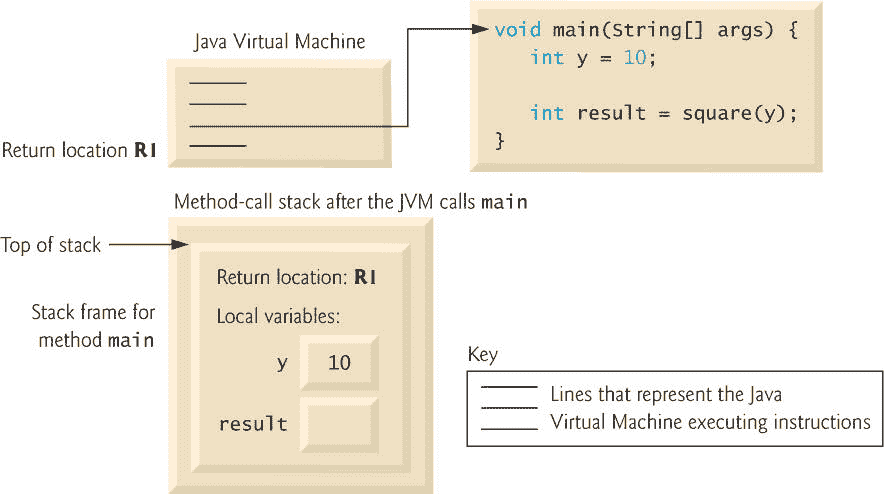 Java Virtual Machine
Return location R1
void main(String[] args) {
int y = 10;
int result = square(y);
}
Method-call stack after the JVM calls main
Top of stack
Stack frame for
method main
Return location: R1
Local variables:
y 10
result
Key
Lines that represent the Java
Virtual Machine executing instructions